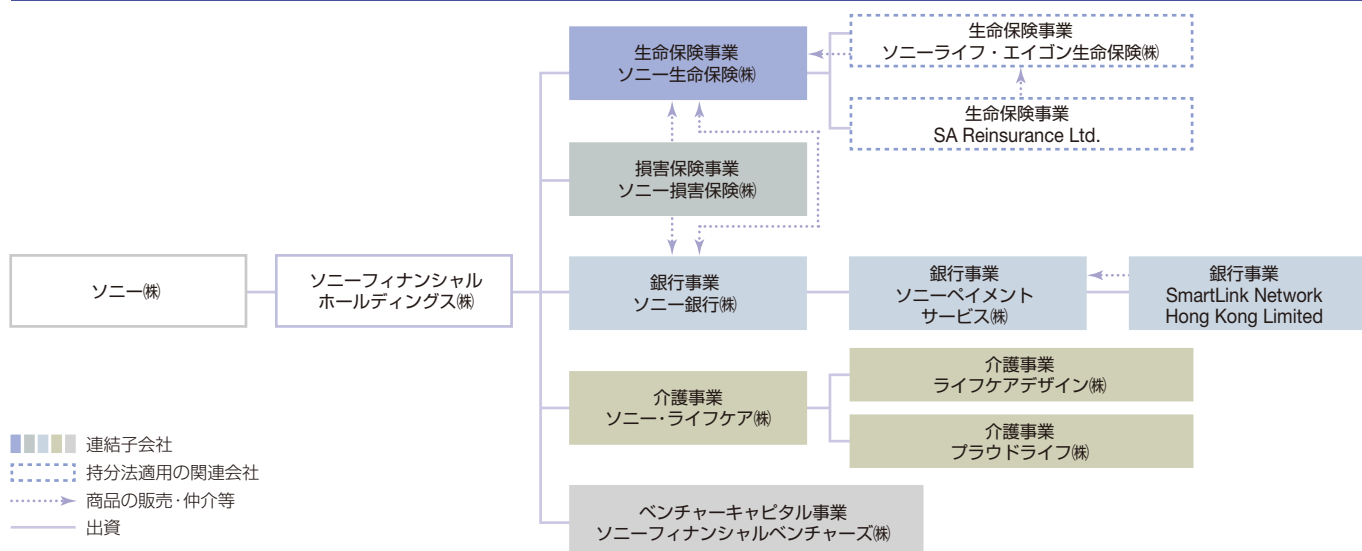 生命保険事業
ソニー生命保険㈱
生命保険事業
ソニーライフ・エイゴン生命保険㈱
生命保険事業
SA Reinsurance Ltd.
損害保険事業
ソニー損害保険㈱
ソニー㈱
ソニーフィナンシャル
ホールディングス㈱
銀行事業
ソニー銀行㈱
銀行事業
ソニーペイメント
サービス㈱
銀行事業
SmartLink Network
Hong Kong Limited
介護事業
ソニー・ライフケア㈱
介護事業
ライフケアデザイン㈱
介護事業
プラウドライフ㈱
ベンチャーキャピタル事業
ソニーフィナンシャルベンチャーズ㈱
連結子会社
持分法適用の関連会社
商品の販売・仲介等
出資